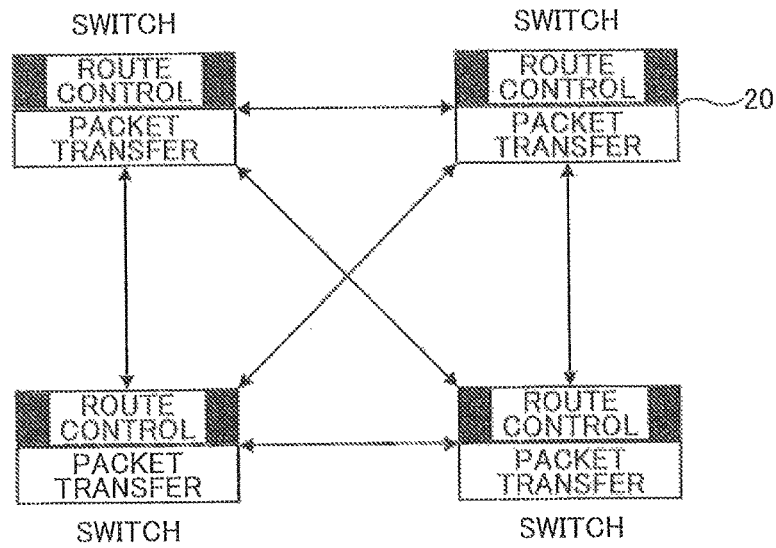 SWITCH
ROUTE
CONTROL
PACKET
TRANSFER
SWITCH
ROUTE
CONTROL
PACKET
TRANSFER
20
ROUTE
CONTROL
PACKET
TRANSFER
SWITCH
ROUTE
CONTROL
PACKET
TRANSFER
SWITCH